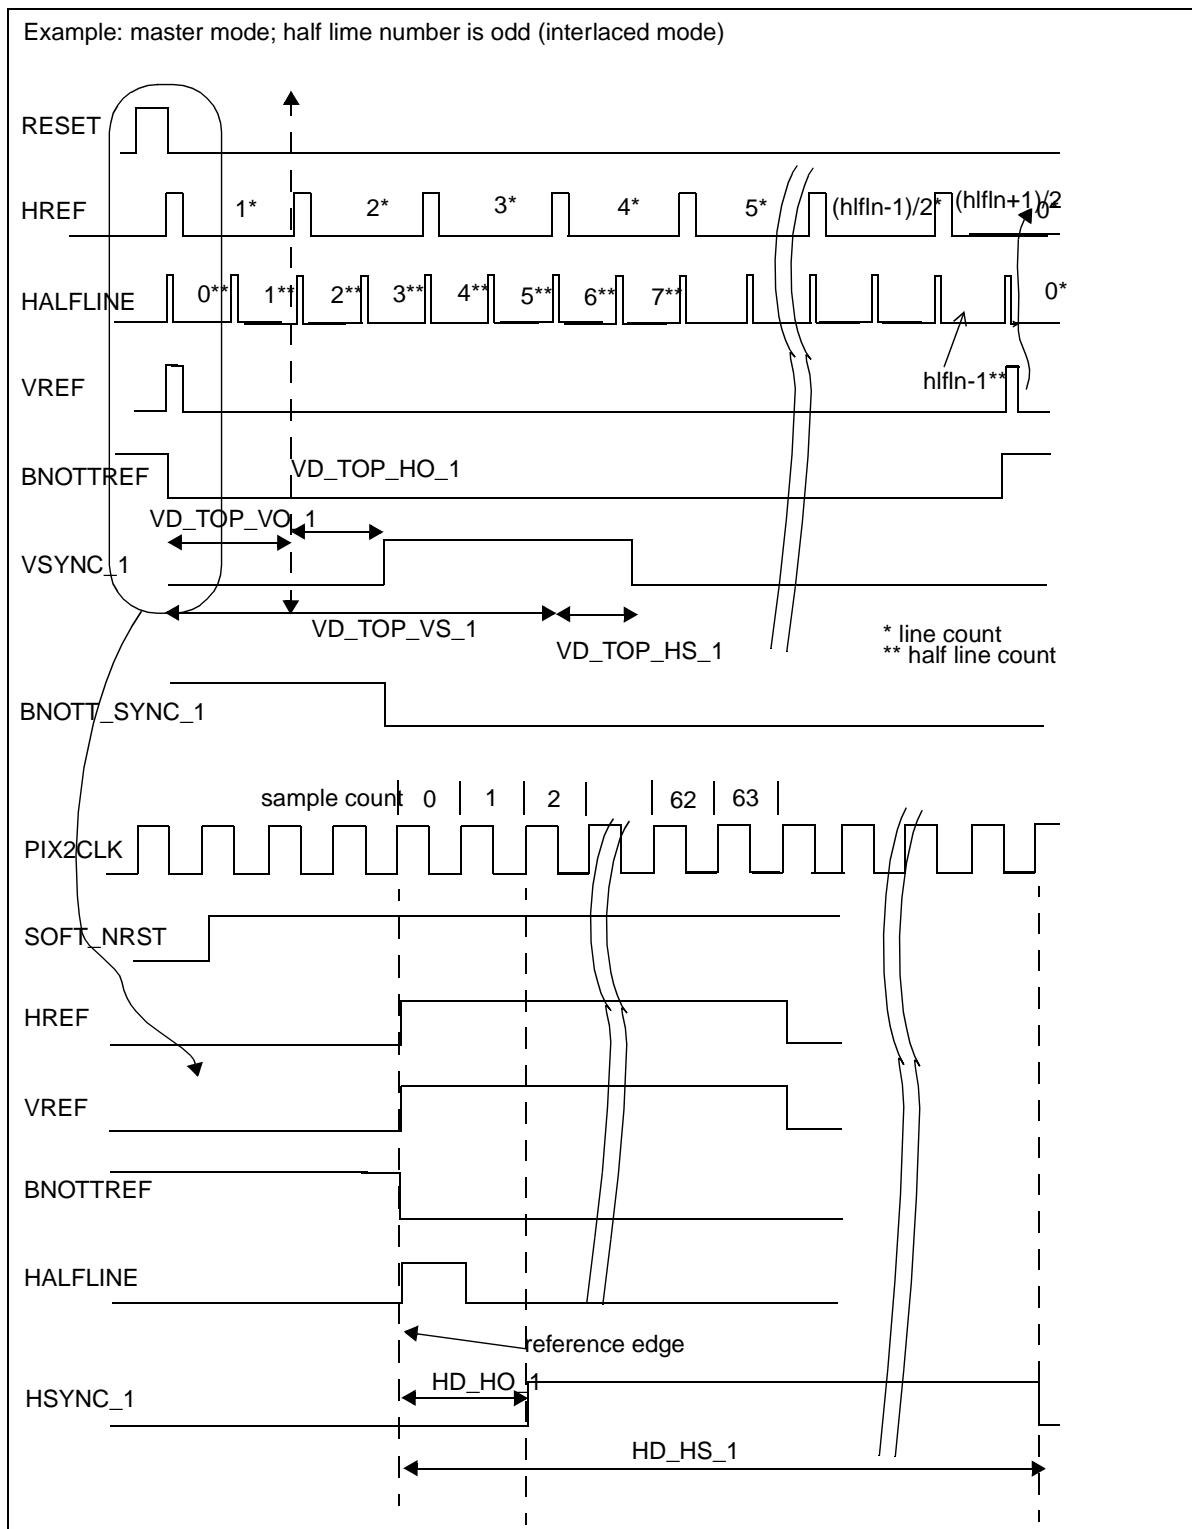 Example: master mode; half lime number is odd (interlaced mode)
RESET
HREF
1* 2* 3* 4* 5* (hlfln-1)/2* (hlfln+1)/2
0*
HALFLINE
0** 1** 2** 3** 4** 5** 6** 7** 0*
hlfln-1**
VREF
BNOTTREF
VD_TOP_HO_1
VD_TOP_VO_1
VSYNC_1
VD_TOP_VS_1
VD_TOP_HS_1
* line count
** half line count
BNOTT_SYNC_1
sample count 0 1 2 62 63
PIX2CLK
SOFT_NRST
HREF
VREF
BNOTTREF
HALFLINE
reference edge
HD_HO_1
HSYNC_1
HD_HS_1